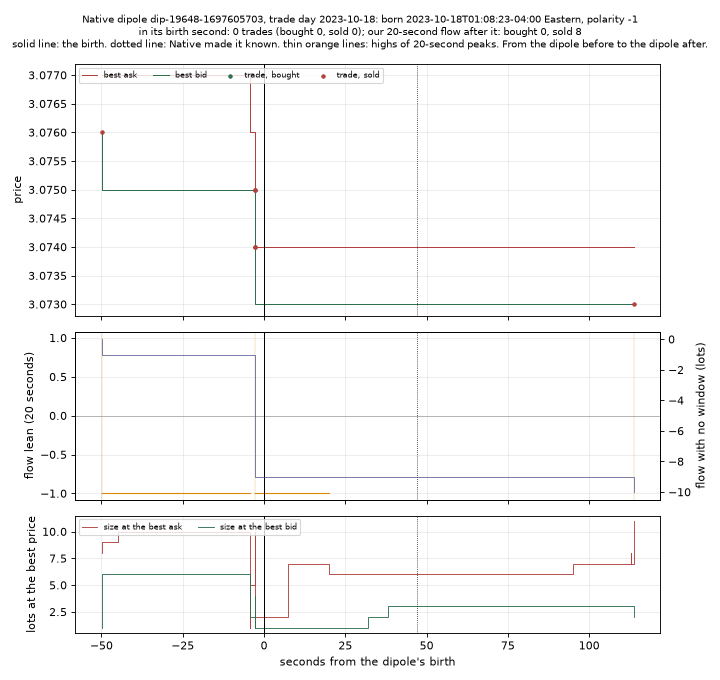 Native dipole dip-19648-1697605703, trade day 2023-10-18: born 2023-10-18T01:08:23-04:00 Eastern, polarity -1
in its birth second: 0 trades (bought 0, sold 0); our 20-second flow after it: bought 0, sold 8
solid line: the birth. dotted line: Native made it known. thin orange lines: highs of 20-second peaks. From the dipole before to the dipole after.
best ask best bid trade, bought trade, sold
3.0770
3.0765
3.0760
3.0755
3.0750
3.0745
3.0740
3.0735
3.0730
price
1.0
0.5
0.0
−0.5
−1.0
flow lean (20 seconds)
0
−2
−4
−6
−8
−10
flow with no window (lots)
size at the best ask size at the best bid
10.0
7.5
5.0
2.5
lots at the best price
−50 −25 0 25 50 75 100
seconds from the dipole's birth